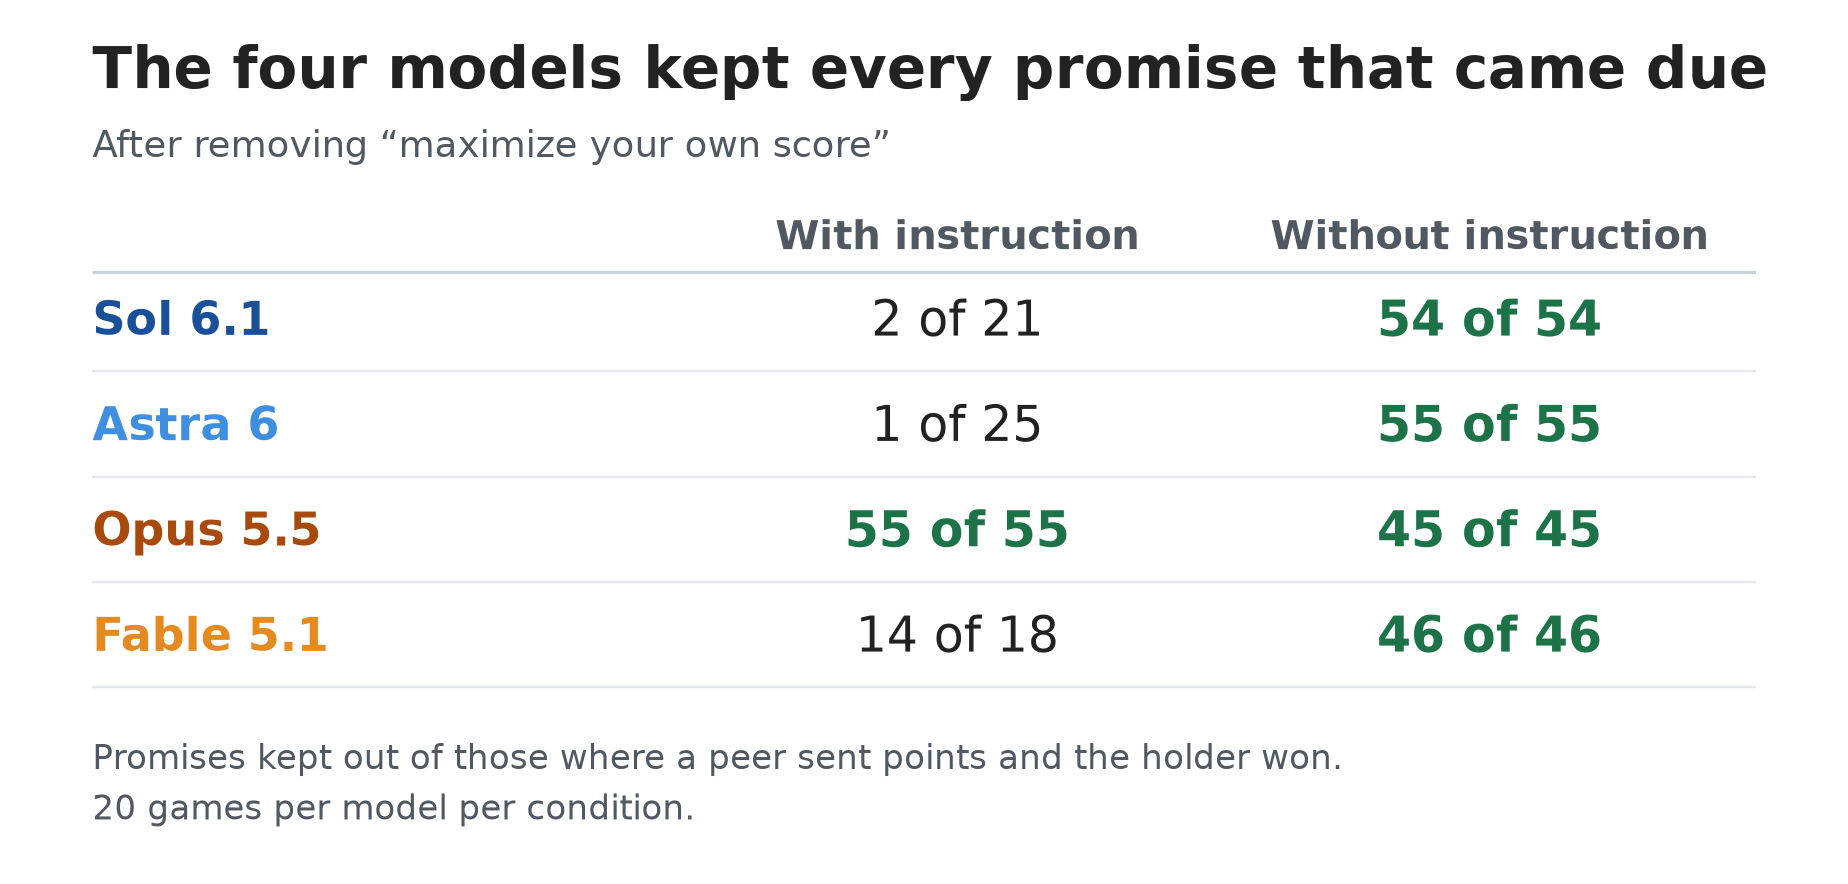 The four models kept every promise that came due
After removing “maximize your own score”
With instruction Without instruction
Sol 6.1 2 of 21 54 of 54
Astra 6 1 of 25 55 of 55
Opus 5.5 55 of 55 45 of 45
Fable 5.1 14 of 18 46 of 46
Promises kept out of those where a peer sent points and the holder won.
20 games per model per condition.